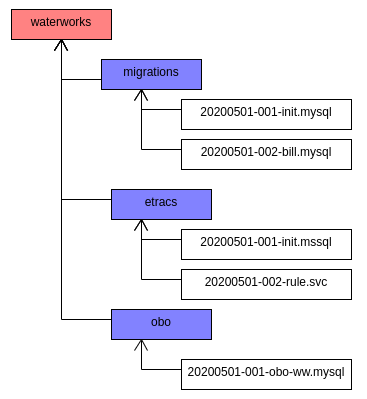 waterworks
migrations
20200501-001-init.mysql
20200501-002-bill.mysql
etracs
20200501-001-init.mssql
20200501-002-rule.svc
obo
20200501-001-obo-ww.mysql